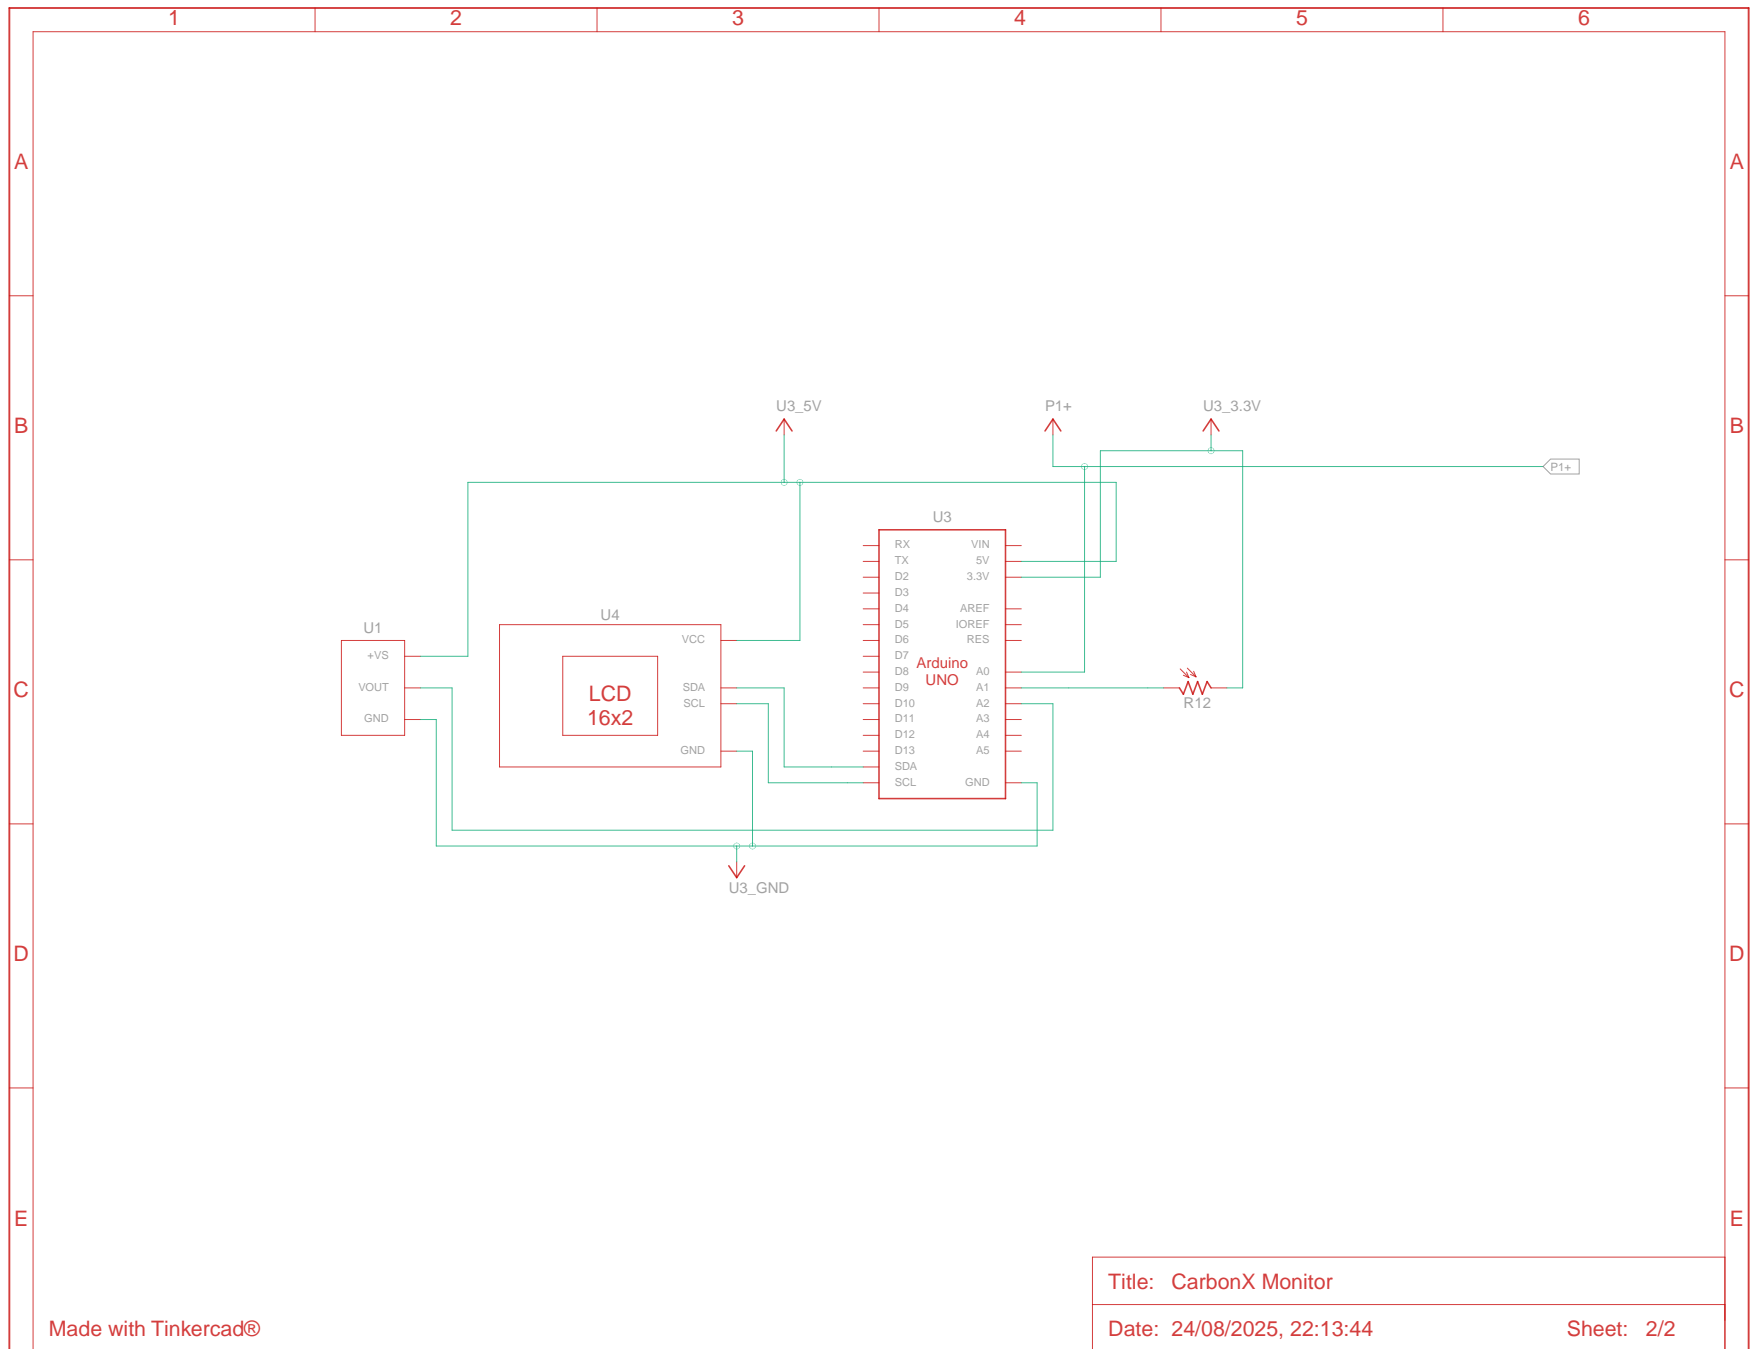 1 2 3 4 5 6
A A
U3_5V P1+ U3_3.3V
B B
P1+
U3
RX VIN
TX 5V
D2 3.3V
D3
D4 AREF
U4
D5 IOREF
U1
D6 RES
VCC
+VS
D7
Arduino
D8 A0
UNO
C C
VOUT
LCD
SDA
D9 A1
16x2
SCL
D10 A2
R12
GND
D11 A3
D12 A4
GND
D13 A5
SDA
SCL GND
U3_GND
D D
E E
Title: CarbonX Monitor
Made with Tinkercad®
Date: 24/08/2025, 22:13:44 Sheet: 2/2